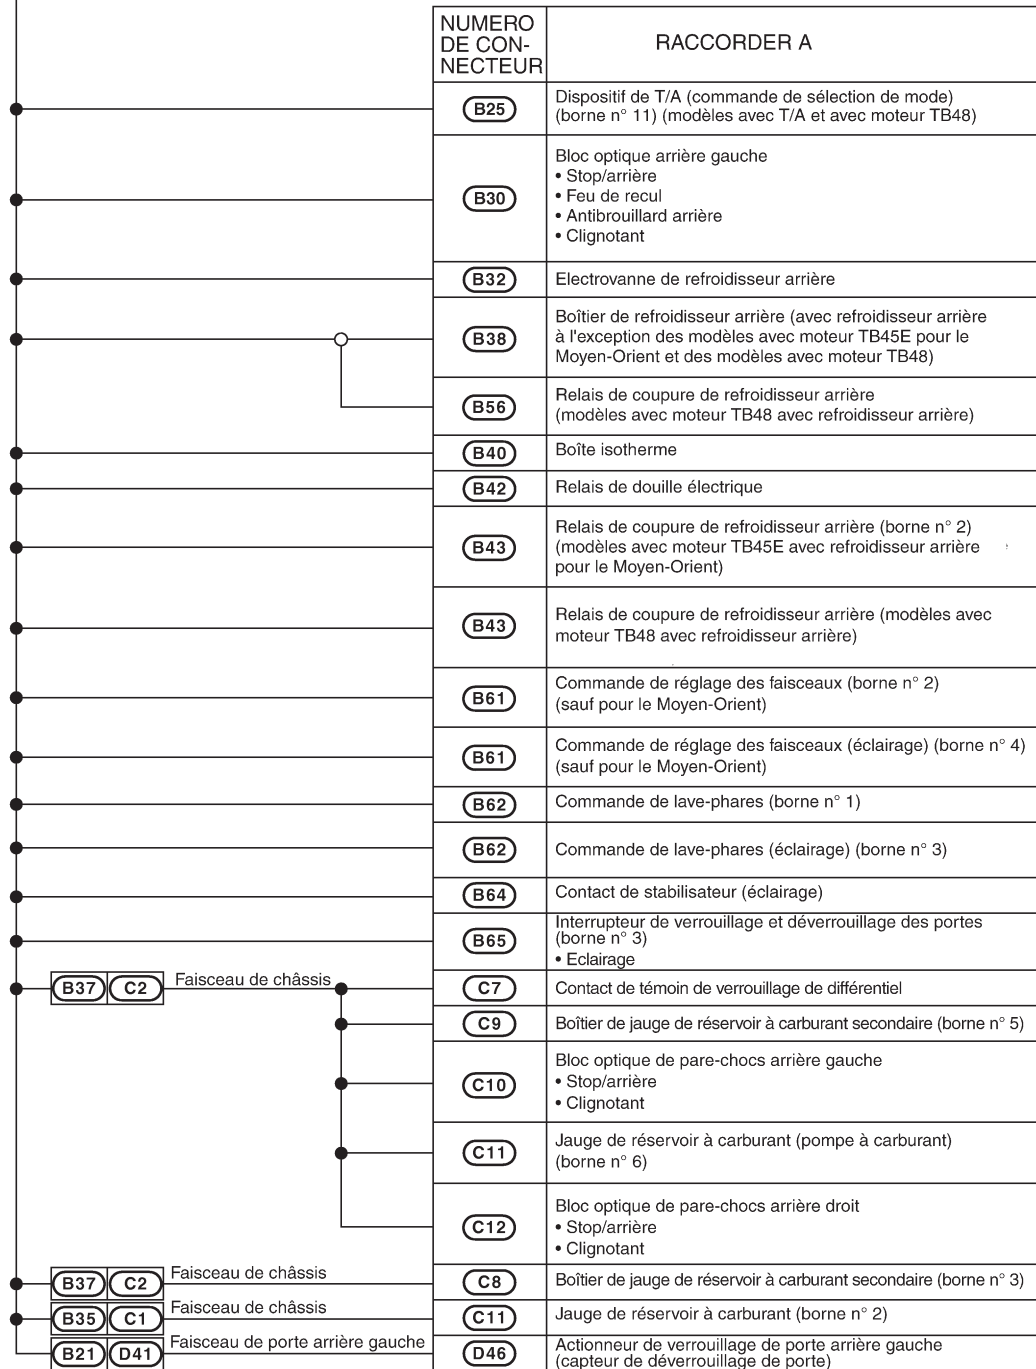 NUMERO
DE CON-
NECTEUR
RACCORDER A
B25
Dispositif de T/A (commande de sélection de mode)
(borne n° 11) (modèles avec T/A et avec moteur TB48)
B30
Bloc optique arrière gauche
• Stop/arrière
• Feu de recul
• Antibrouillard arrière
• Clignotant
B32
Electrovanne de refroidisseur arrière
B38
Boîtier de refroidisseur arrière (avec refroidisseur arrière
à l'exception des modèles avec moteur TB45E pour le
Moyen-Orient et des modèles avec moteur TB48)
B56
Relais de coupure de refroidisseur arrière
(modèles avec moteur TB48 avec refroidisseur arrière)
B40
Boîte isotherme
B42
Relais de douille électrique
B43
Relais de coupure de refroidisseur arrière (borne n° 2)
(modèles avec moteur TB45E avec refroidisseur arrière
pour le Moyen-Orient)
B43
Relais de coupure de refroidisseur arrière (modèles avec
moteur TB48 avec refroidisseur arrière)
B61
Commande de réglage des faisceaux (borne n° 2)
(sauf pour le Moyen-Orient)
B61
Commande de réglage des faisceaux (éclairage) (borne n° 4)
(sauf pour le Moyen-Orient)
B62
Commande de lave-phares (borne n° 1)
B62
Commande de lave-phares (éclairage) (borne n° 3)
B64
Contact de stabilisateur (éclairage)
B65
Interrupteur de verrouillage et déverrouillage des portes
(borne n° 3)
• Eclairage
B37 C2 Faisceau de châssis
C7
Contact de témoin de verrouillage de différentiel
C9
Boîtier de jauge de réservoir à carburant secondaire (borne n° 5)
C10
Bloc optique de pare-chocs arrière gauche
• Stop/arrière
• Clignotant
C11
Jauge de réservoir à carburant (pompe à carburant)
(borne n° 6)
C12
Bloc optique de pare-chocs arrière droit
• Stop/arrière
• Clignotant
B37 C2 Faisceau de châssis
C8
Boîtier de jauge de réservoir à carburant secondaire (borne n° 3)
B35 C1 Faisceau de châssis
C11
Jauge de réservoir à carburant (borne n° 2)
B21 D41 Faisceau de porte arrière gauche
D46
Actionneur de verrouillage de porte arrière gauche
(capteur de déverrouillage de porte)